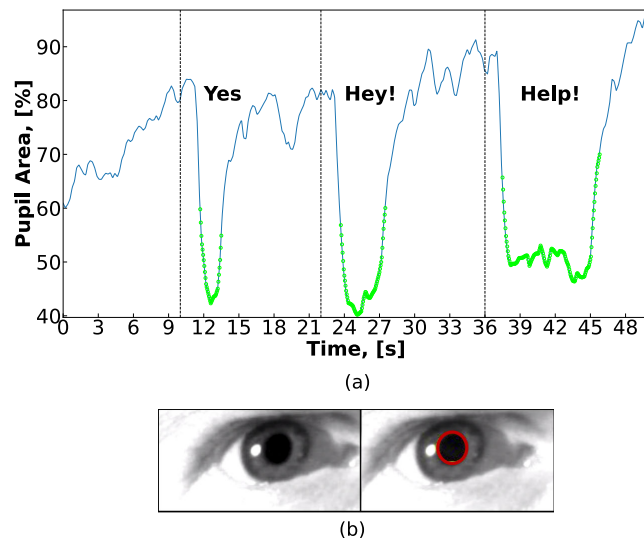 Pupil Area, [%]
90
80
70
60
50
40
Yes
Hey!
Help!
0 3 6 9 12 15 18 21 24 27 30 33 36 39 42 45 48
Time, [s]
(a)
(b)